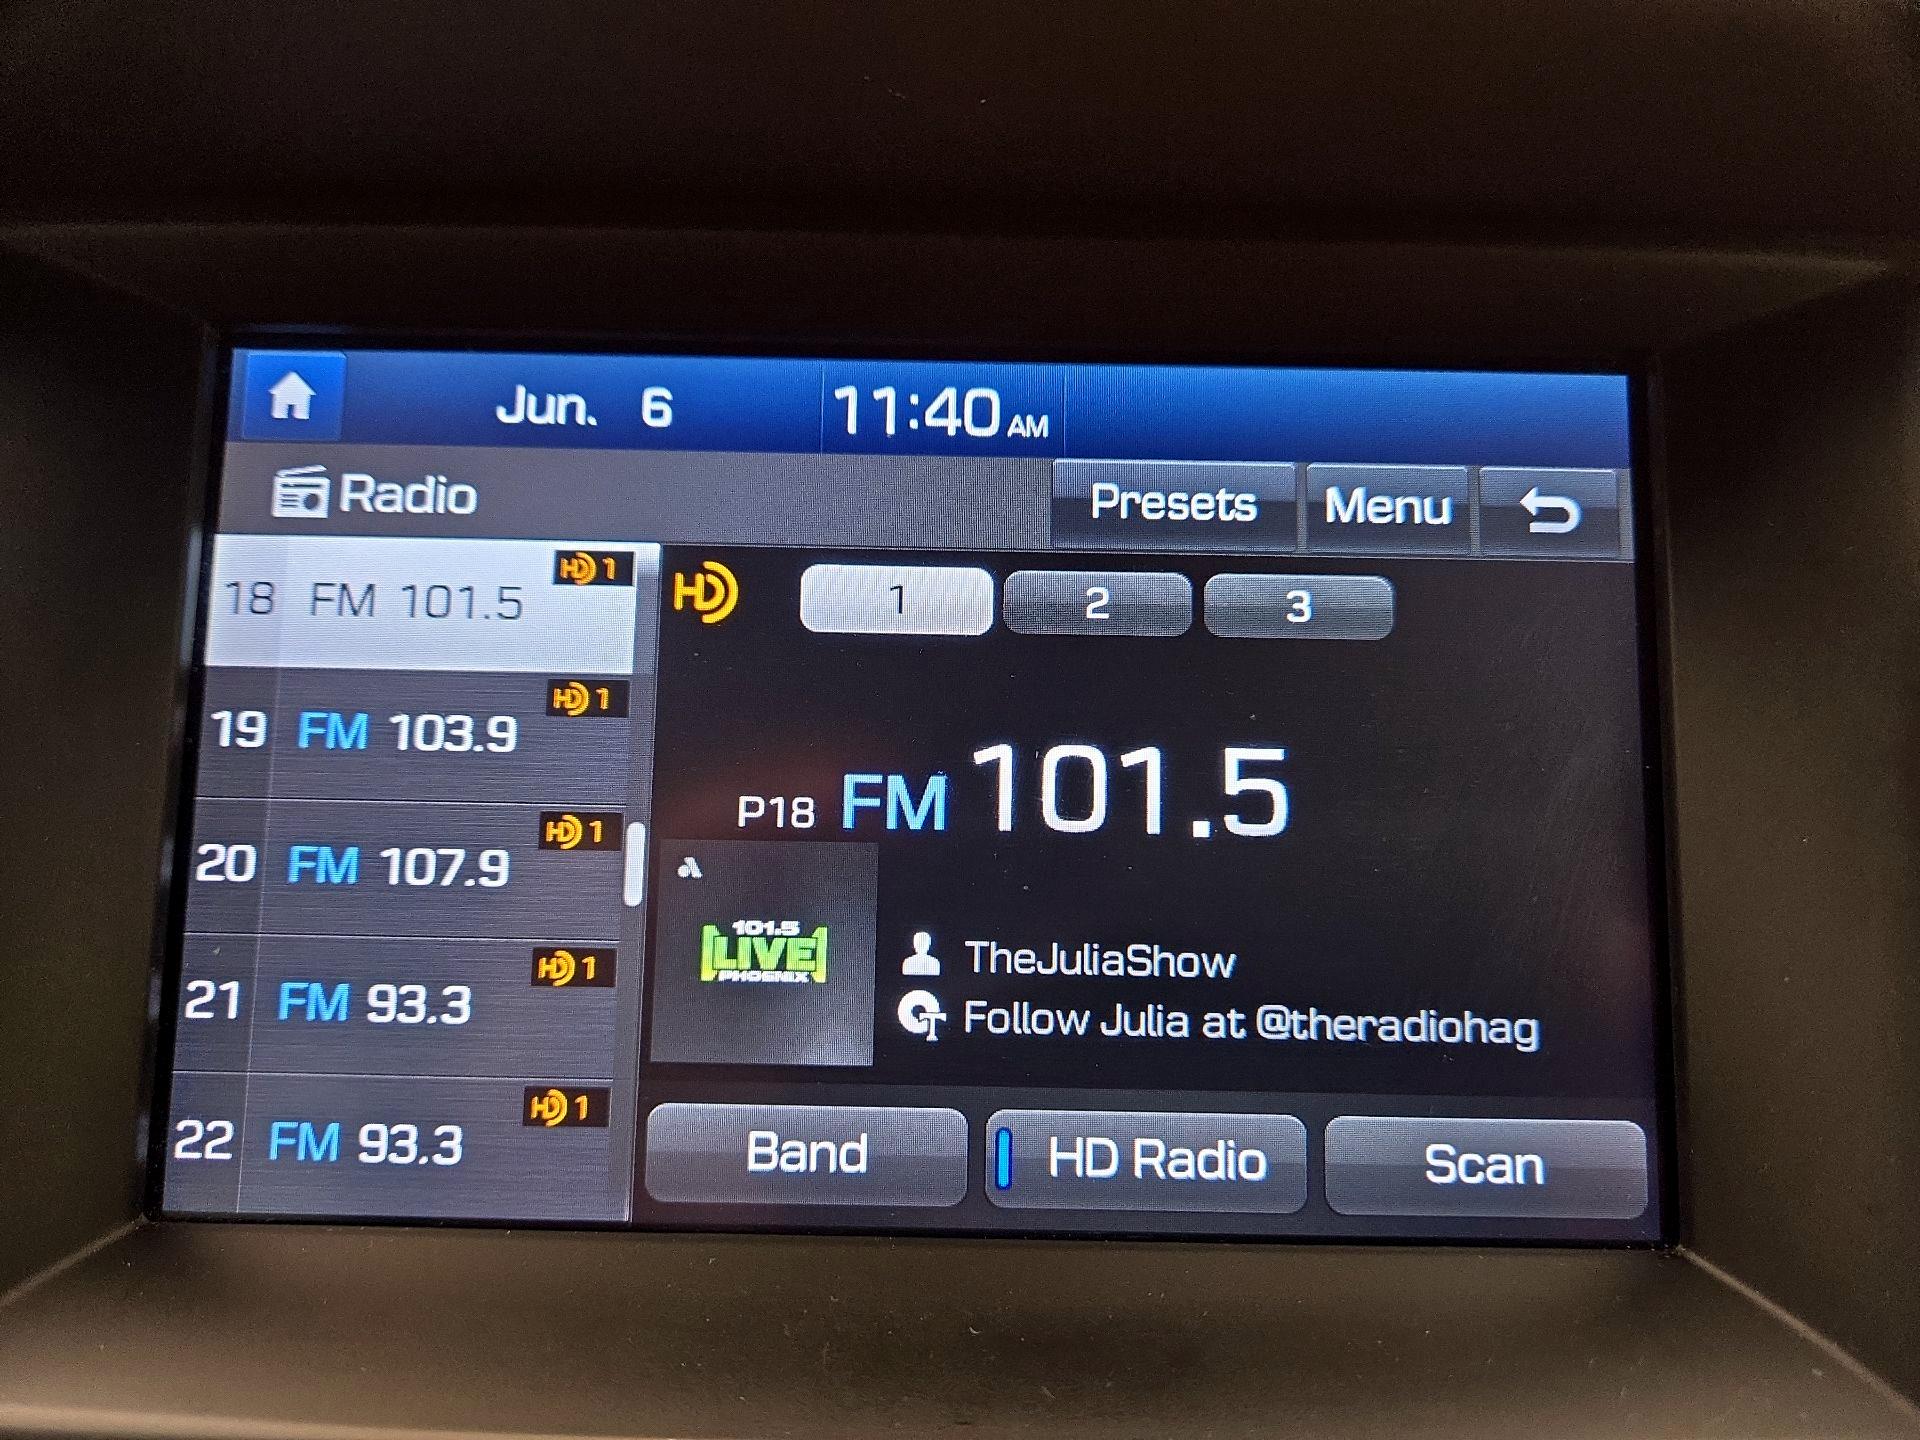 Jun. 6 11:40 AM
Radio Presets Menu
18 FM 101.5 HD 1
19 FM 103.9 HD 1
20 FM 107.9 HD 1
21 FM 93.3 HD 1
22 FM 93.3 HD 1
HD 1 2 3
P18 FM 101.5
101.5
LIVE
PHOENIX
TheJuliaShow
Follow Julia at @theradiohag
Band HD Radio Scan